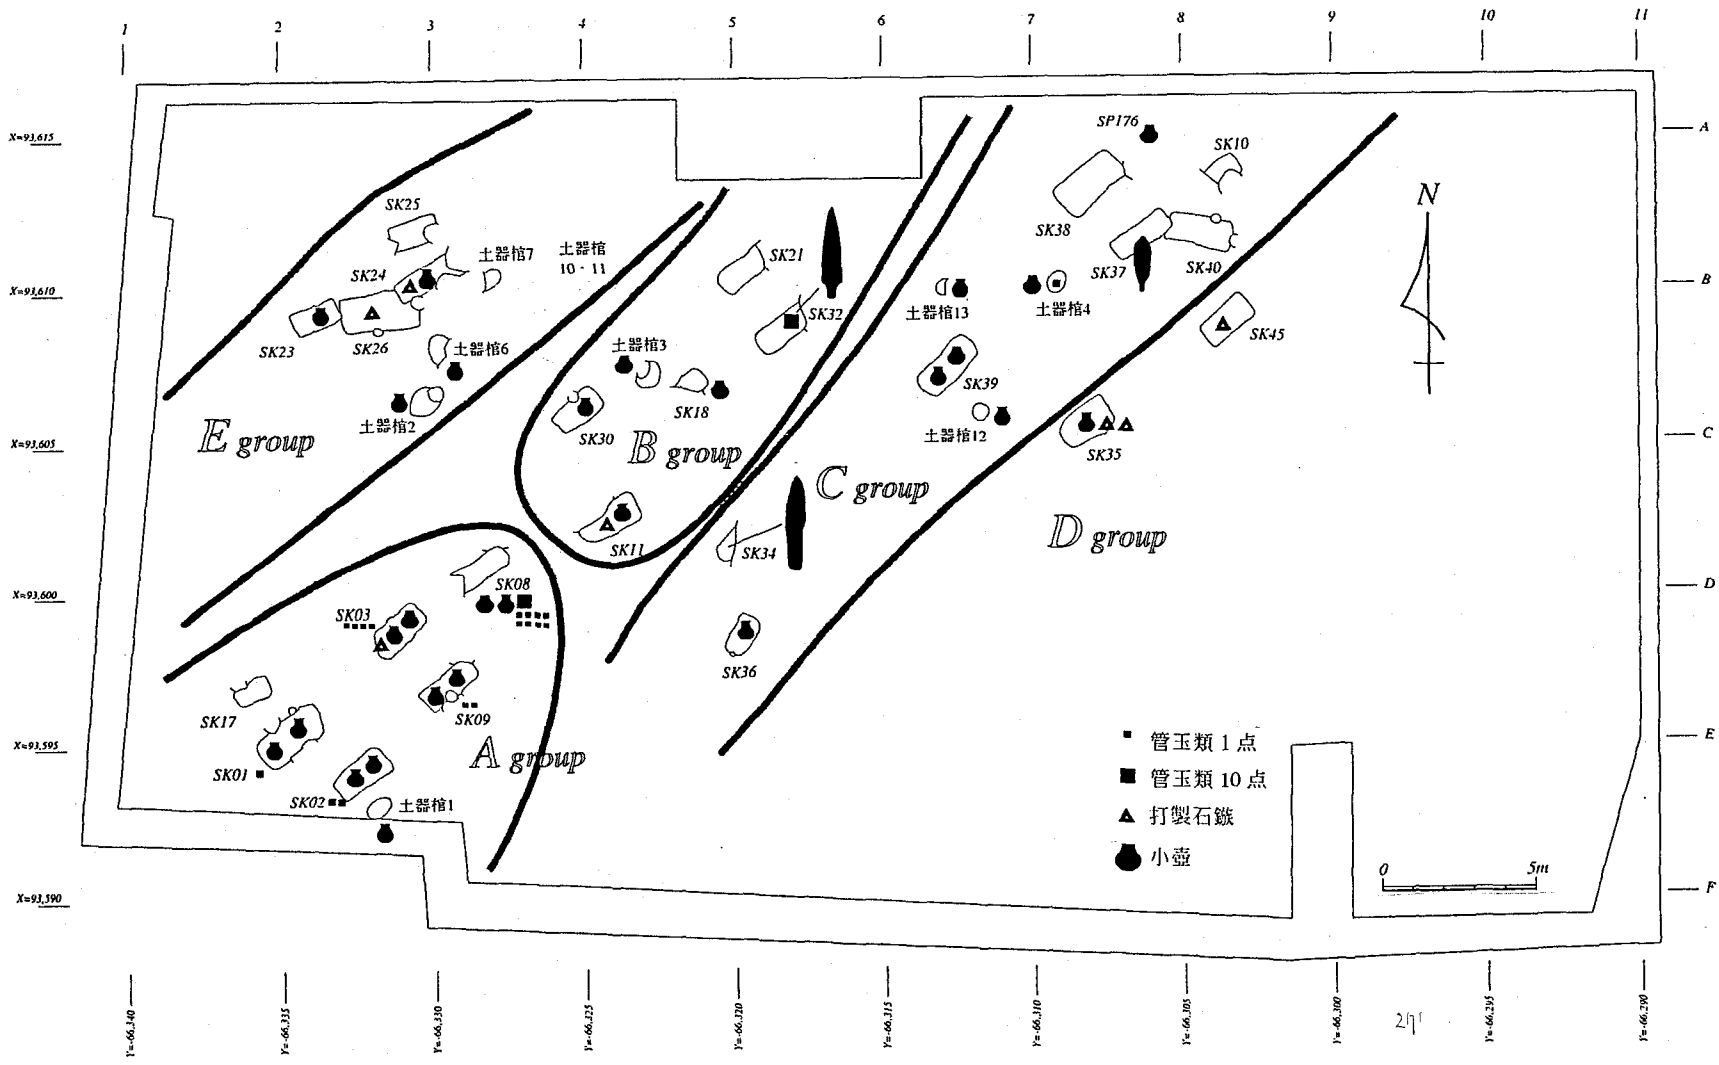 1 2 3 4 5 6 7 8 9 10 11
X=93,615
X=93,610
X=93,605
X=93,600
X=93,595
X=93,590
A
B
C
D
E
F
SP176
SK10
SK38
SK37
SK40
SK25
土器棺7
土器棺
10・11
SK24
SK21
SK32
土器棺13
土器棺4
SK45
SK23
SK26
土器棺6
土器棺3
SK39
SK18
土器棺2
SK30
土器棺12
SK35
E group
B group
C group
D group
SK11
SK34
SK08
SK03
SK36
SK17
SK09
A group
SK01
SK02
土器棺1
N
管玉類 1 点
管玉類 10 点
打製石鏃
小壺
0 5m
Y=-66,340
Y=-66,335
Y=-66,330
Y=-66,325
Y=-66,320
Y=-66,315
Y=-66,310
Y=-66,305
Y=-66,300
Y=-66,295
Y=-66,290